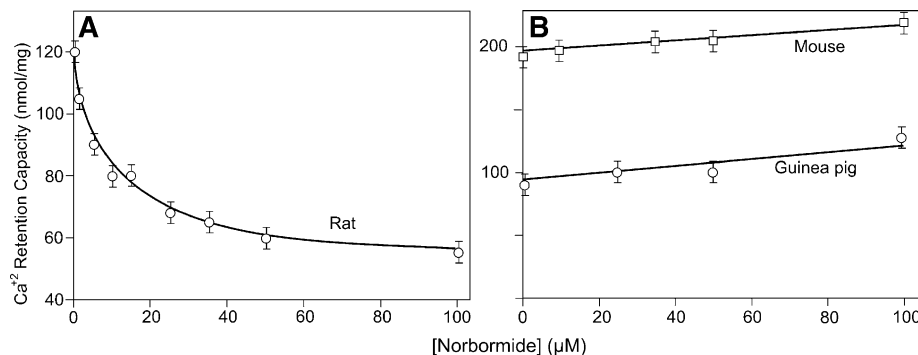 A
B
Ca+2 Retention Capacity (nmol/mg)
120
100
80
60
40
Rat
0 20 40 60 80 100
200
100
Mouse
Guinea pig
0 20 40 60 80 100
[Norbormide] (µM)